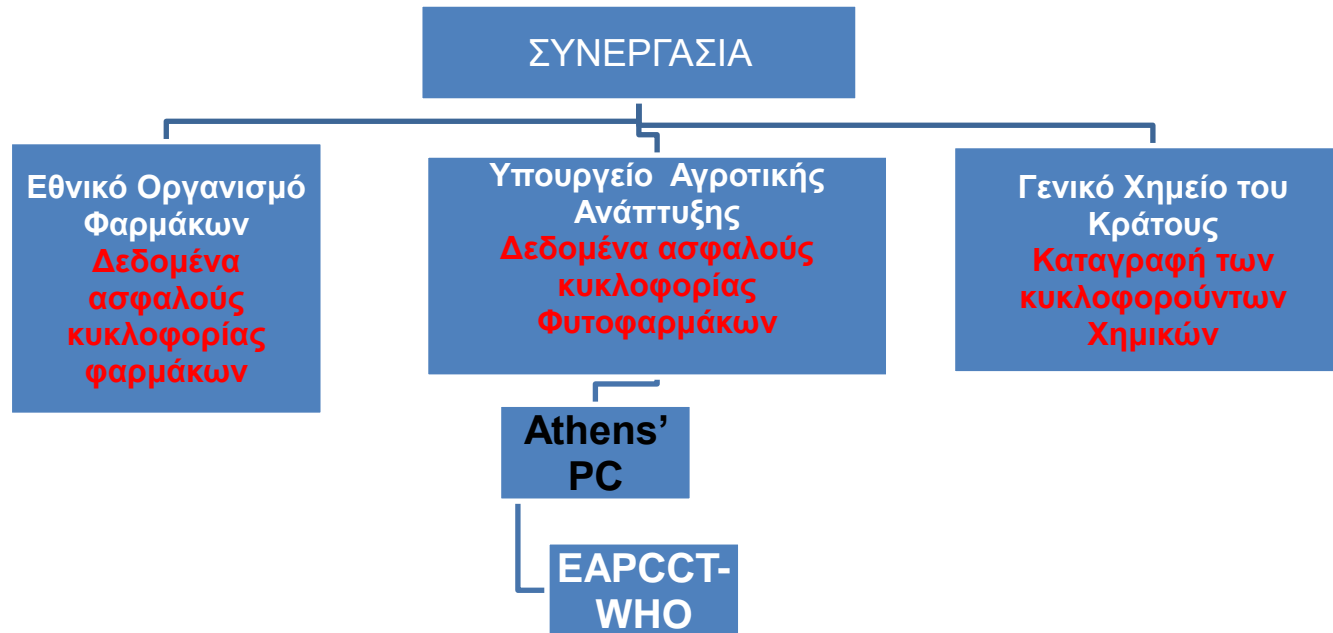 ΣΥΝΕΡΓΑΣΙΑ
Εθνικό Οργανισμό
Φαρμάκων
Δεδομένα
ασφαλούς
κυκλοφορίας
φαρμάκων
Υπουργείο Αγροτικής
Ανάπτυξης
Δεδομένα ασφαλούς
κυκλοφορίας
Φυτοφαρμάκων
Γενικό Χημείο του
Κράτους
Καταγραφή των
κυκλοφορούντων
Χημικών
Athens’
PC
EAPCCT-
WHO